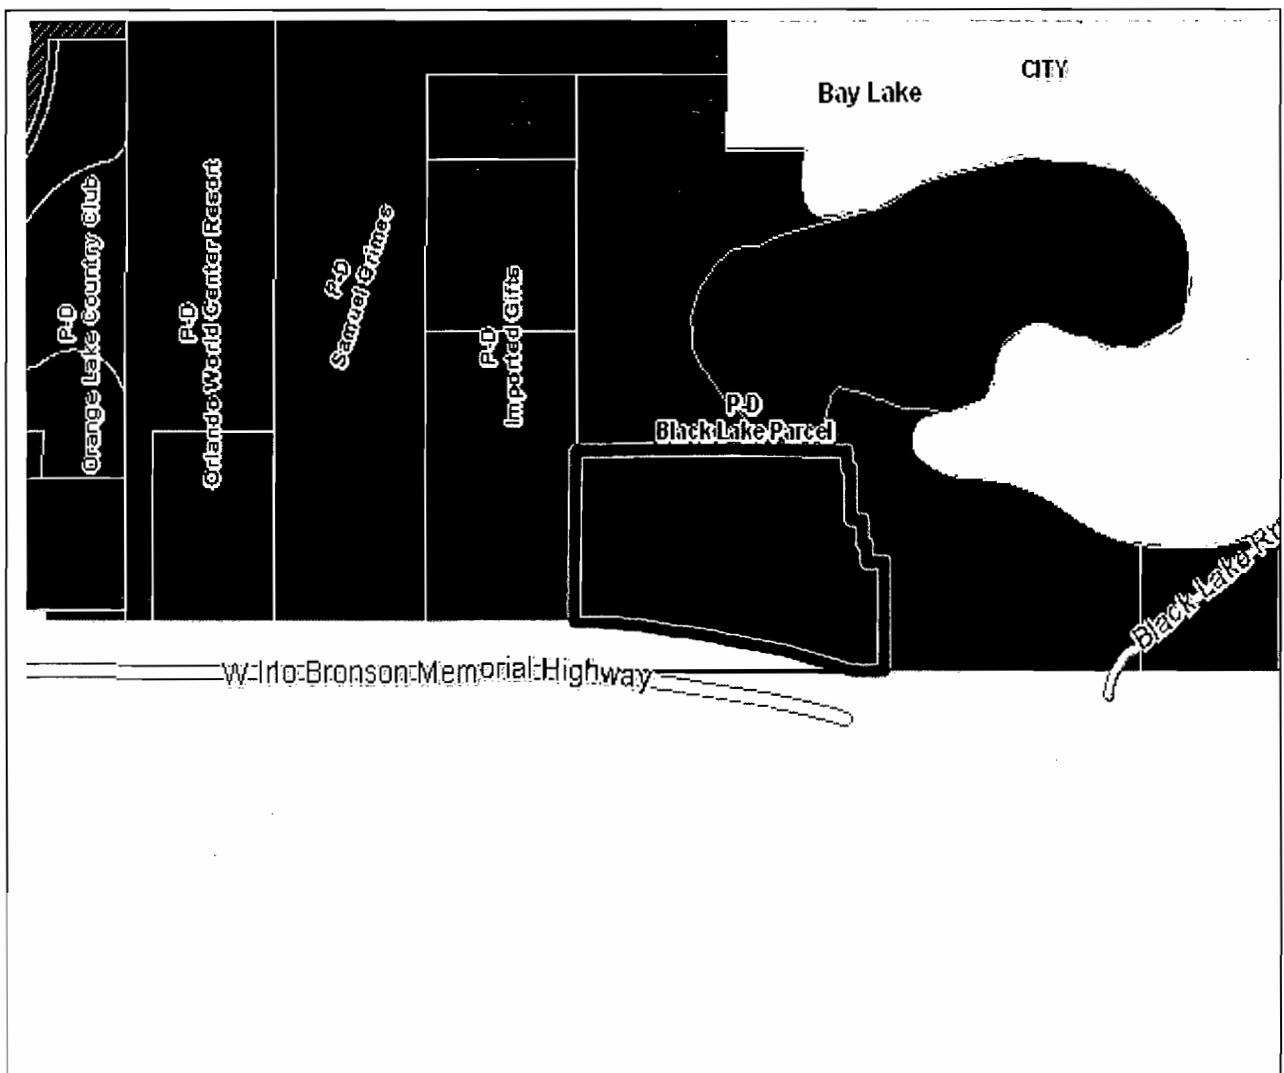 CITY
Bay Lake
P-D
Orange Lake Country Club
P-D
Orlando World Center Resort
P-D
Samuel Grimes
P-D
Imported Gifts
P-D
Black Lake Parcel
Black Lake Rd
W Irlo Bronson Memorial Highway